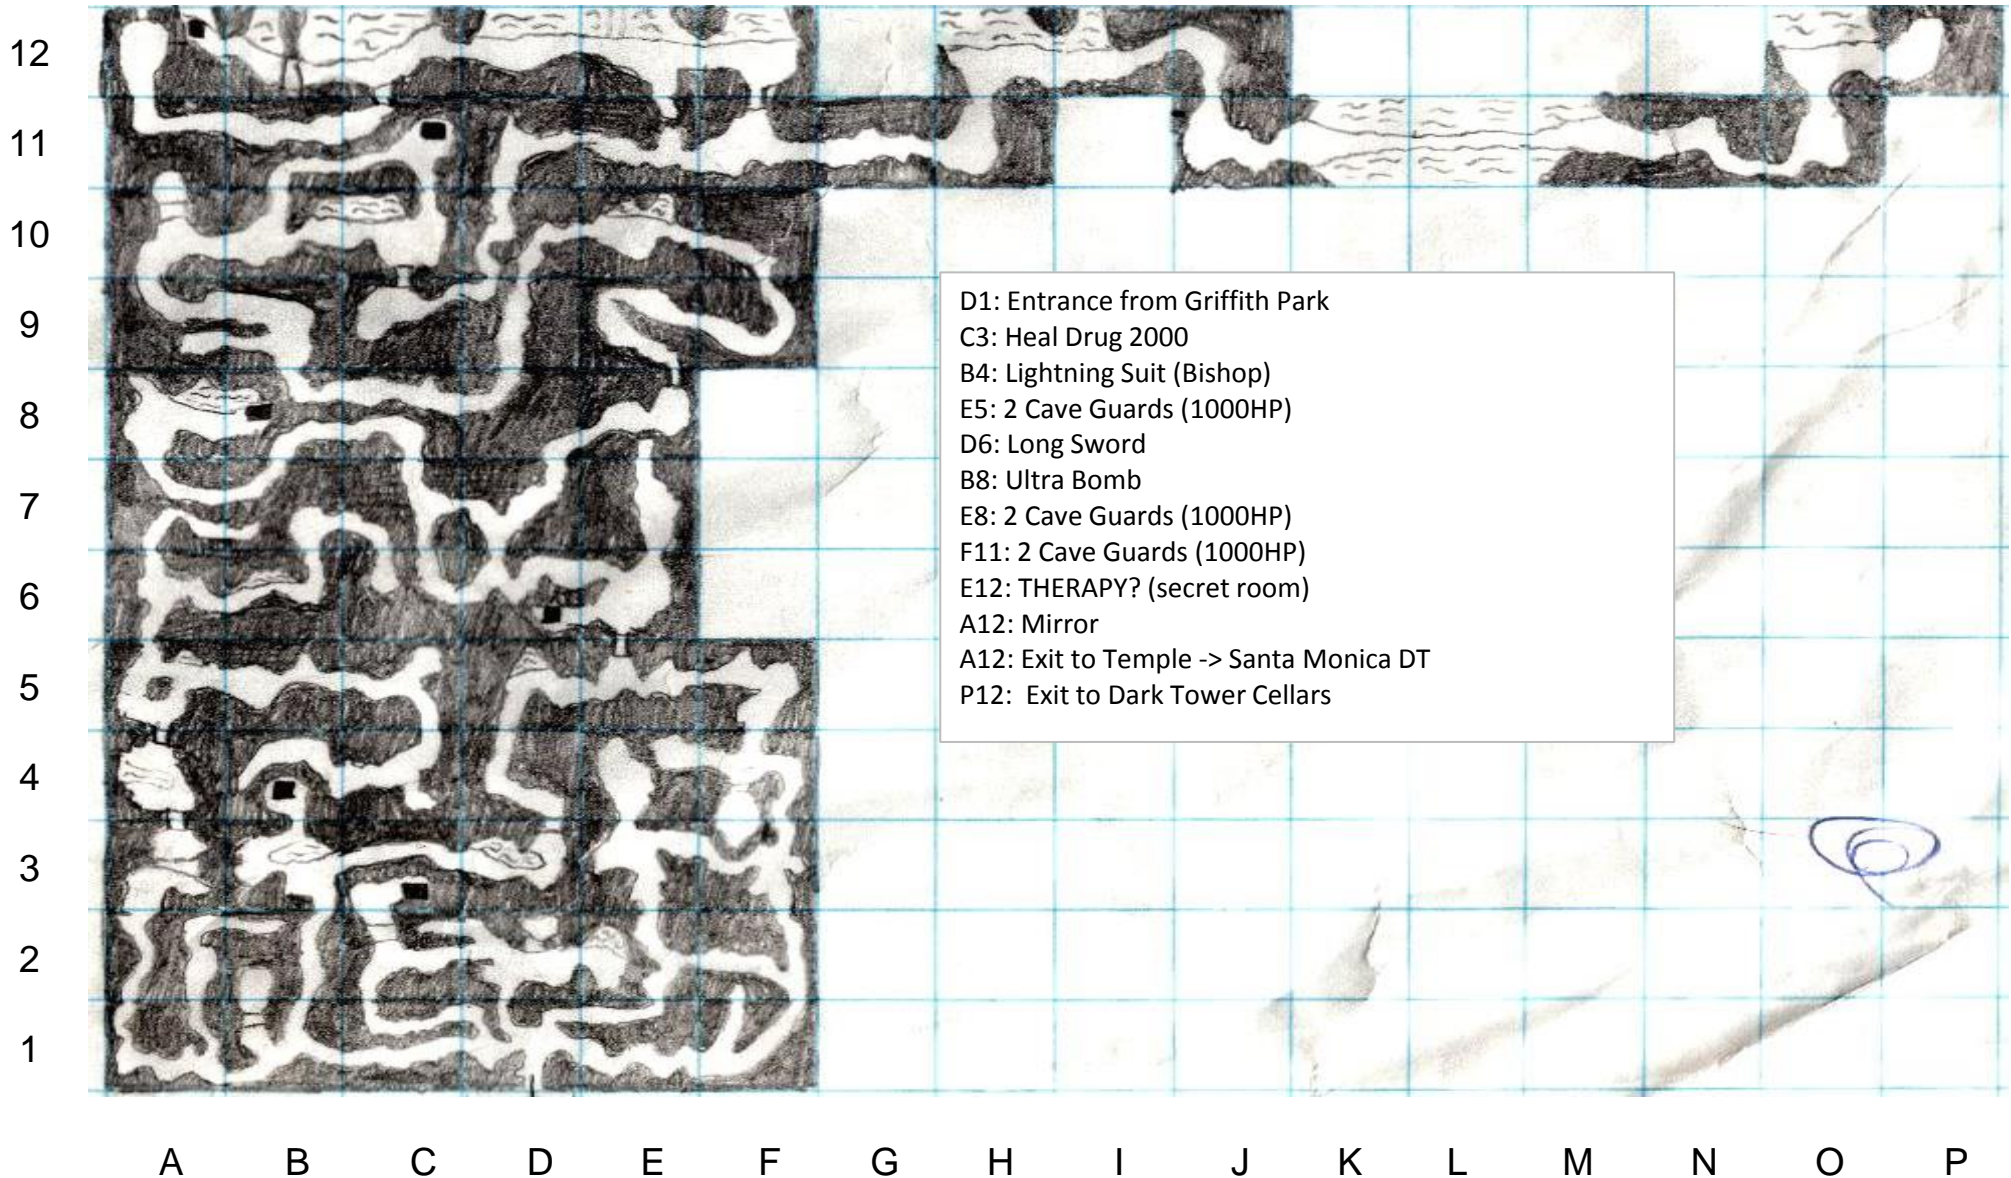 12
11
10
9
8
7
6
5
4
3
2
1
D1: Entrance from Griffith Park
C3: Heal Drug 2000
B4: Lightning Suit (Bishop)
E5: 2 Cave Guards (1000HP)
D6: Long Sword
B8: Ultra Bomb
E8: 2 Cave Guards (1000HP)
F11: 2 Cave Guards (1000HP)
E12: THERAPY? (secret room)
A12: Mirror
A12: Exit to Temple -> Santa Monica DT
P12: Exit to Dark Tower Cellars
A B C D E F G H I J K L M N O P